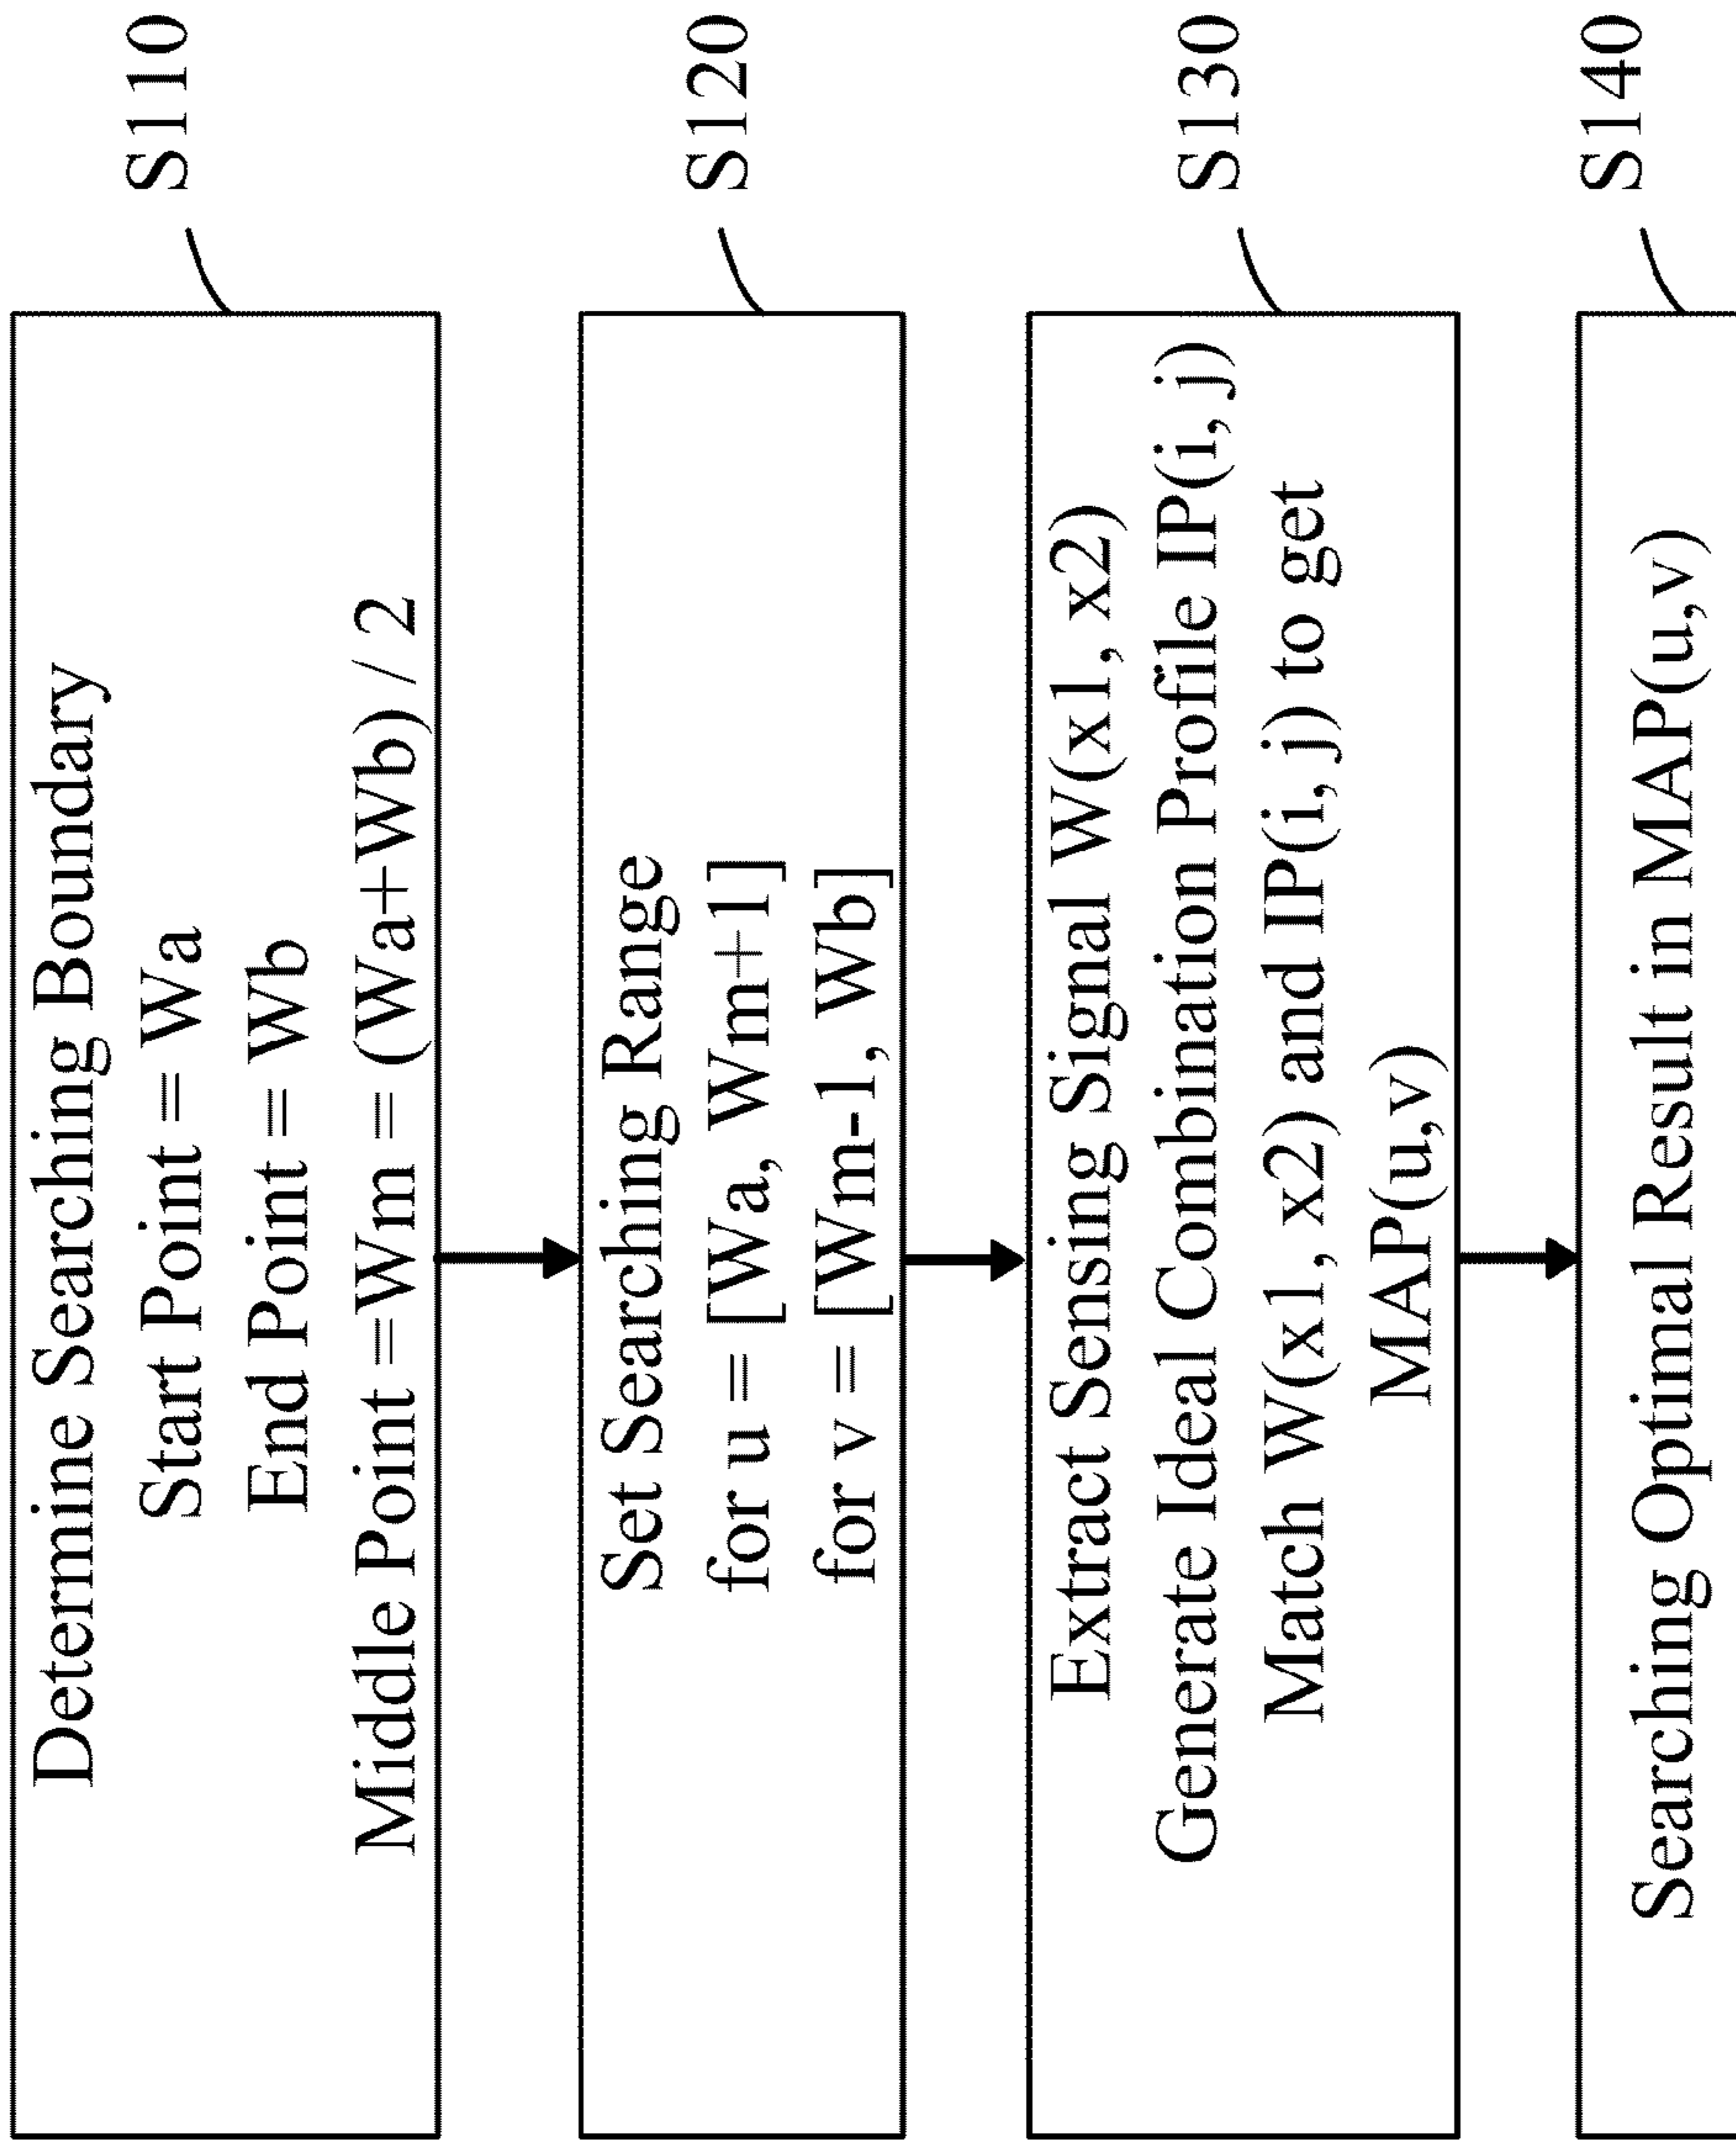 Determine Searching Boundary
Start Point = Wa
End Point = Wb
Middle Point =Wm = (Wa+Wb) / 2
S110
Set Searching Range
for u = [Wa, Wm+1]
for v = [Wm-1, Wb]
S120
Extract Sensing Signal W(x1, x2)
Generate Ideal Combination Profile IP(i, j)
Match W(x1, x2) and IP(i, j) to get
MAP(u,v)
S130
Searching Optimal Result in MAP(u,v)
S140